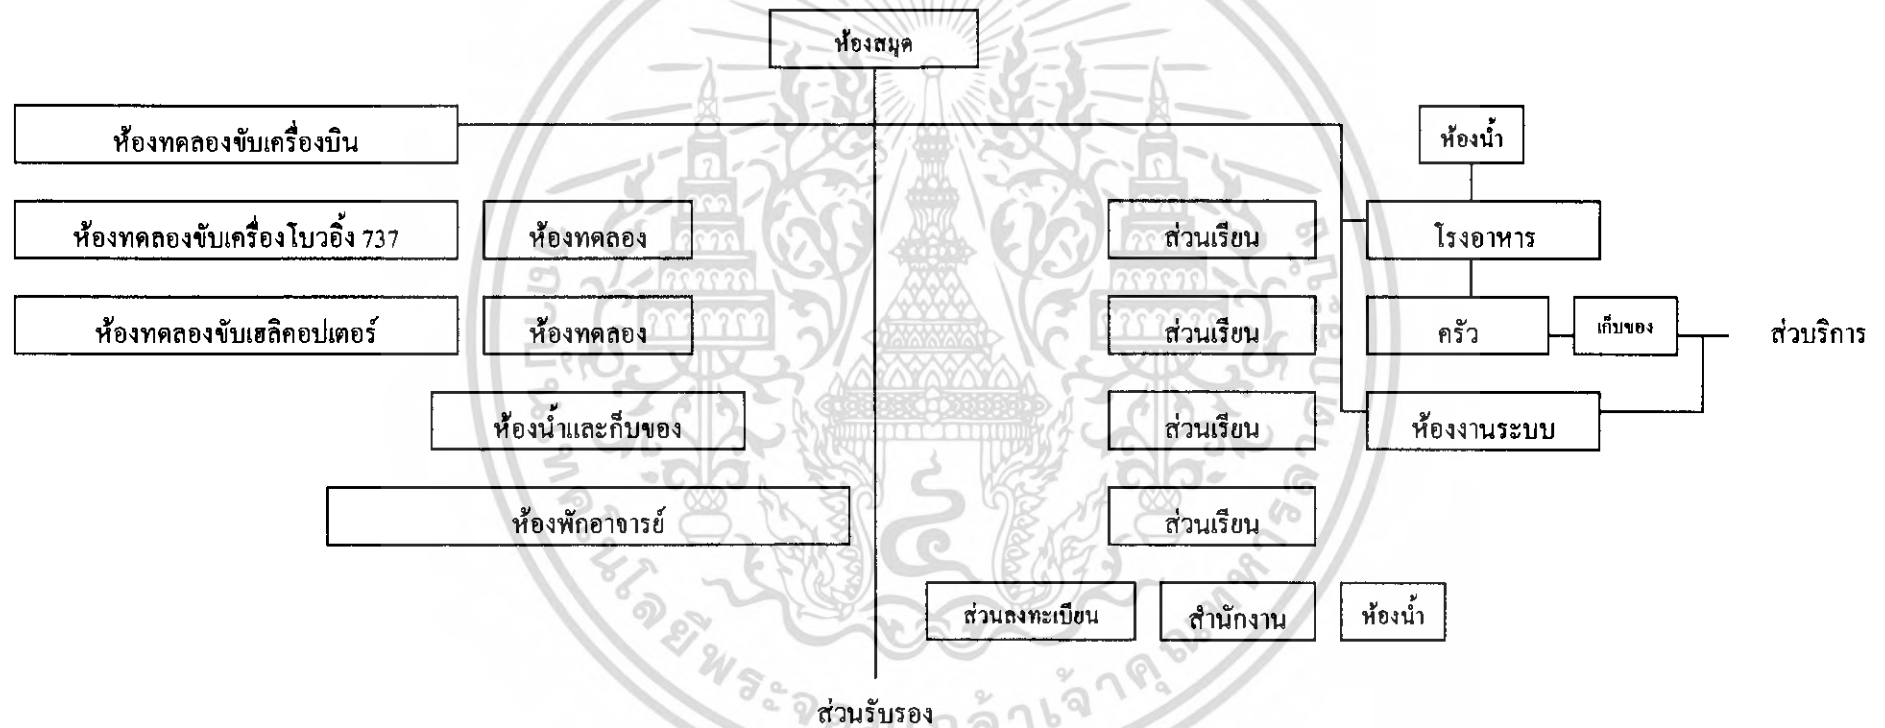 ห้องสมุด
ห้องทดลองขับเครื่องบิน
ห้องน้ำ
ห้องทดลองขับเครื่องโบวอิ้ง 737
ห้องทดลอง
ส่วนเรียน
โรงอาหาร
ห้องทดลองขับเฮลิคอปเตอร์
ห้องทดลอง
ส่วนเรียน
ครัว
เก็บของ
ส่วบริการ
ห้องน้ำและก็บของ
ส่วนเรียน
ห้องงานระบบ
ห้องพักอาจารย์
ส่วนเรียน
ส่วนลงทะเบียน
สำนักงาน
ห้องน้ำ
ส่วนรับรอง